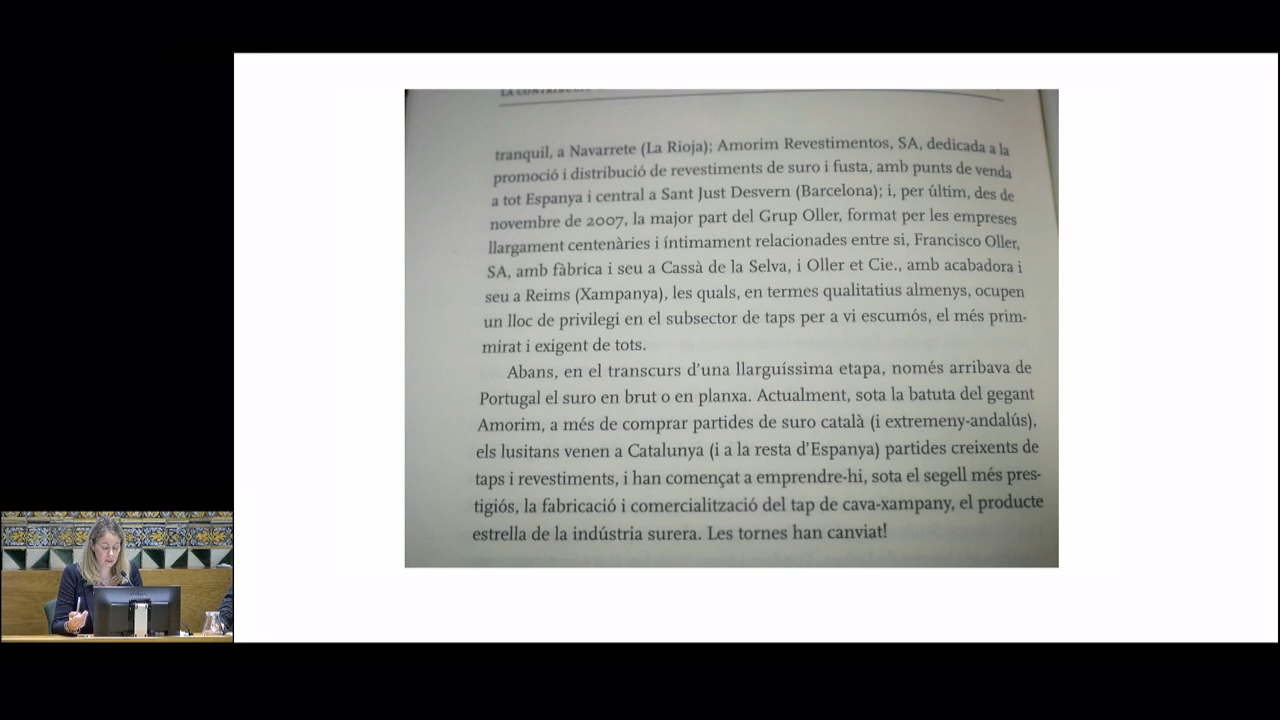 LA CONTRIBUCIÓ
tranquil, a Navarrete (La Rioja); Amorim Revestimentos, SA, dedicada a la
promoció i distribució de revestiments de suro i fusta, amb punts de venda
a tot Espanya i central a Sant Just Desvern (Barcelona); i, per últim, des de
novembre de 2007, la major part del Grup Oller, format per les empreses
llargament centenàries i íntimament relacionades entre si, Francisco Oller,
SA, amb fàbrica i seu a Cassà de la Selva, i Oller et Cie., amb acabadora i
seu a Reims (Xampanya), les quals, en termes qualitatius almenys, ocupen
un lloc de privilegi en el subsector de taps per a vi escumós, el més prim-
mirat i exigent de tots.
Abans, en el transcurs d'una llarguíssima etapa, només arribava de
Portugal el suro en brut o en planxa. Actualment, sota la batuta del gegant
Amorim, a més de comprar partides de suro català (i extremeny-andalús),
els lusitans venen a Catalunya (i a la resta d'Espanya) partides creixents de
taps i revestiments, i han començat a emprendre-hi, sota el segell més pres-
tigiós, la fabricació i comercialització del tap de cava-xampany, el producte
estrella de la indústria surera. Les tornes han canviat!